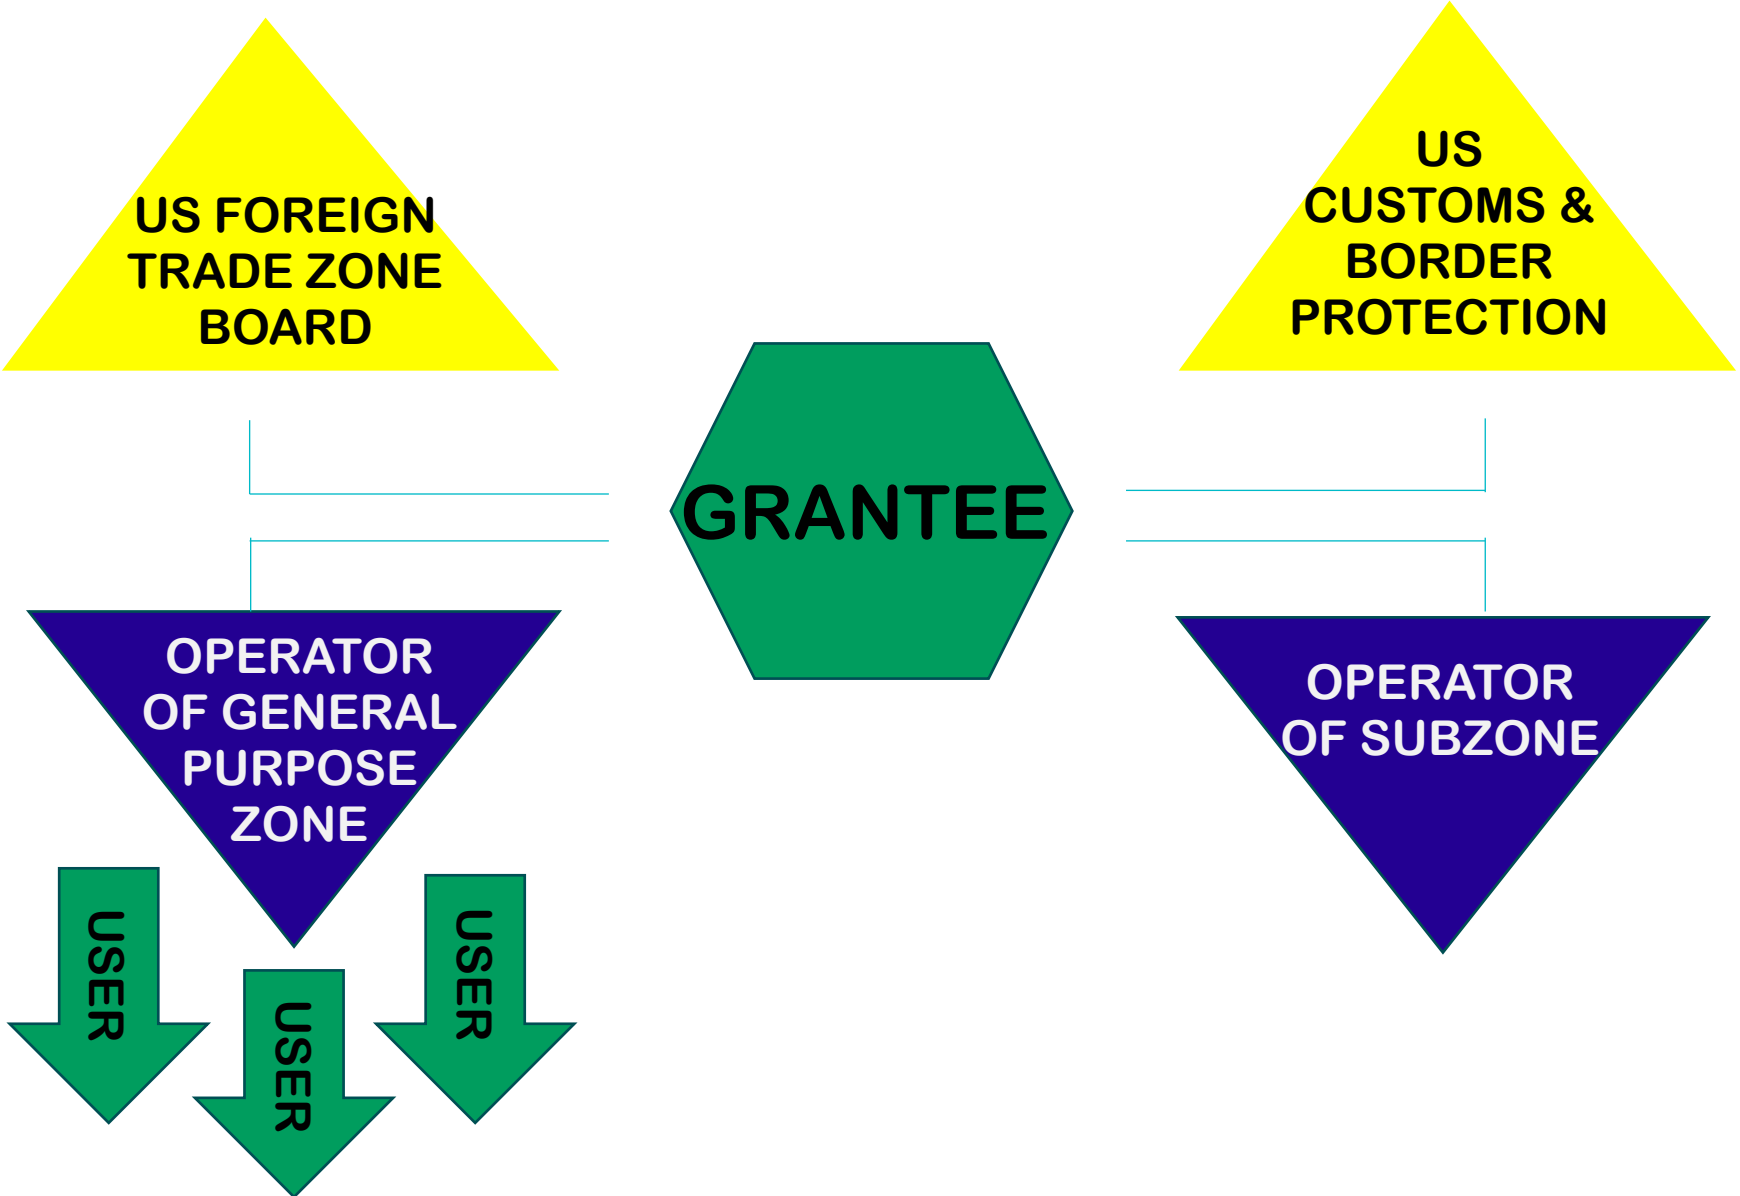 US FOREIGN
TRADE ZONE
BOARD
US
CUSTOMS &
BORDER
PROTECTION
GRANTEE
OPERATOR
OF GENERAL
PURPOSE
ZONE
OPERATOR
OF SUBZONE
USER
USER
USER